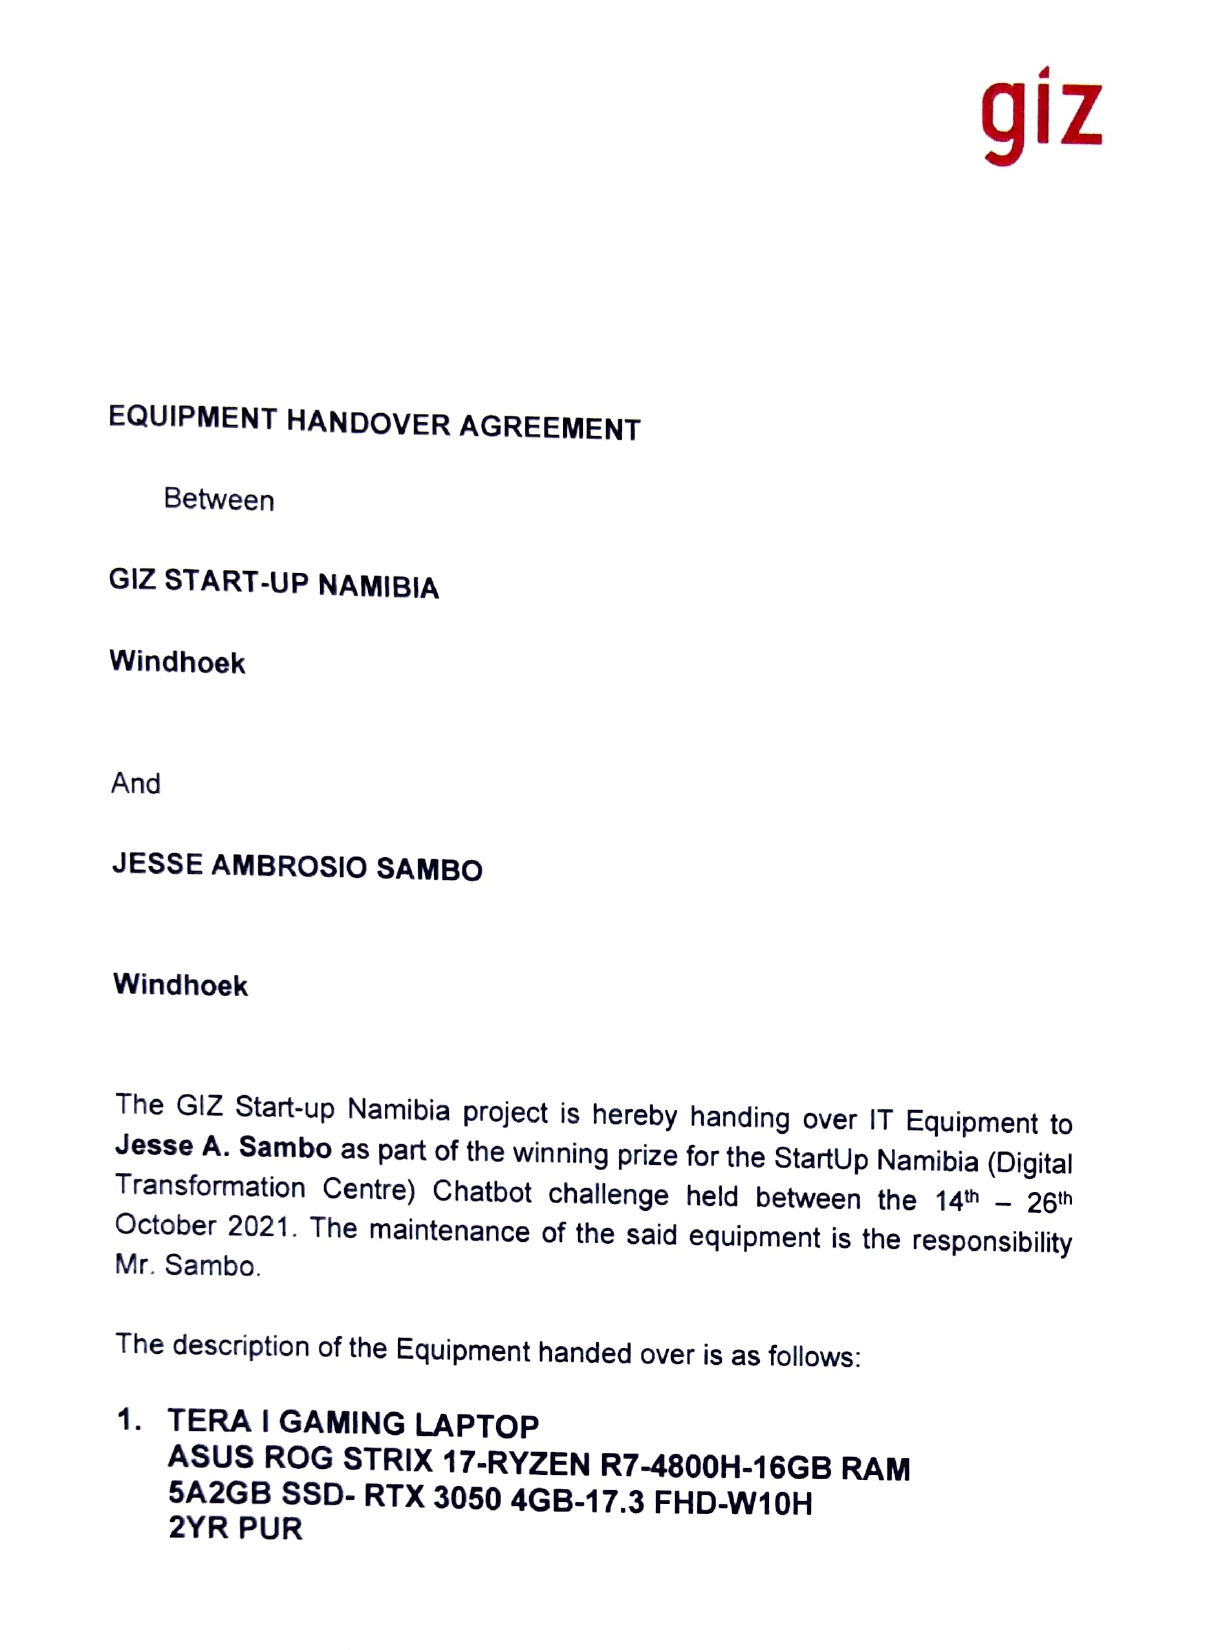 giz
EQUIPMENT HANDOVER AGREEMENT
Between
GIZ START-UP NAMIBIA
Windhoek
And
JESSE AMBROSIO SAMBO
Windhoek
The GIZ Start-up Namibia project is hereby handing over IT Equipment to
Jesse A. Sambo as part of the winning prize for the StartUp Namibia (Digital
Transformation Centre) Chatbot challenge held between the 14th – 26th
October 2021. The maintenance of the said equipment is the responsibility
Mr. Sambo.
The description of the Equipment handed over is as follows:
1. TERA I GAMING LAPTOP
ASUS ROG STRIX 17-RYZEN R7-4800H-16GB RAM
5A2GB SSD- RTX 3050 4GB-17.3 FHD-W10H
2YR PUR